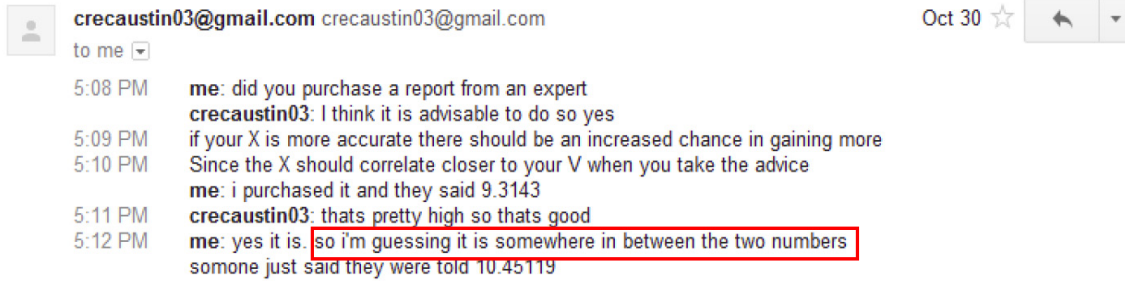 crecaustin03@gmail.com crecaustin03@gmail.com Oct 30
to me
5:08 PM me: did you purchase a report from an expert
crecaustin03: I think it is advisable to do so yes
5:09 PM if your X is more accurate there should be an increased chance in gaining more
5:10 PM Since the X should correlate closer to your V when you take the advice
me: i purchased it and they said 9.3143
5:11 PM crecaustin03: thats pretty high so thats good
5:12 PM me: yes it is. so i'm guessing it is somewhere in between the two numbers
somone just said they were told 10.45119